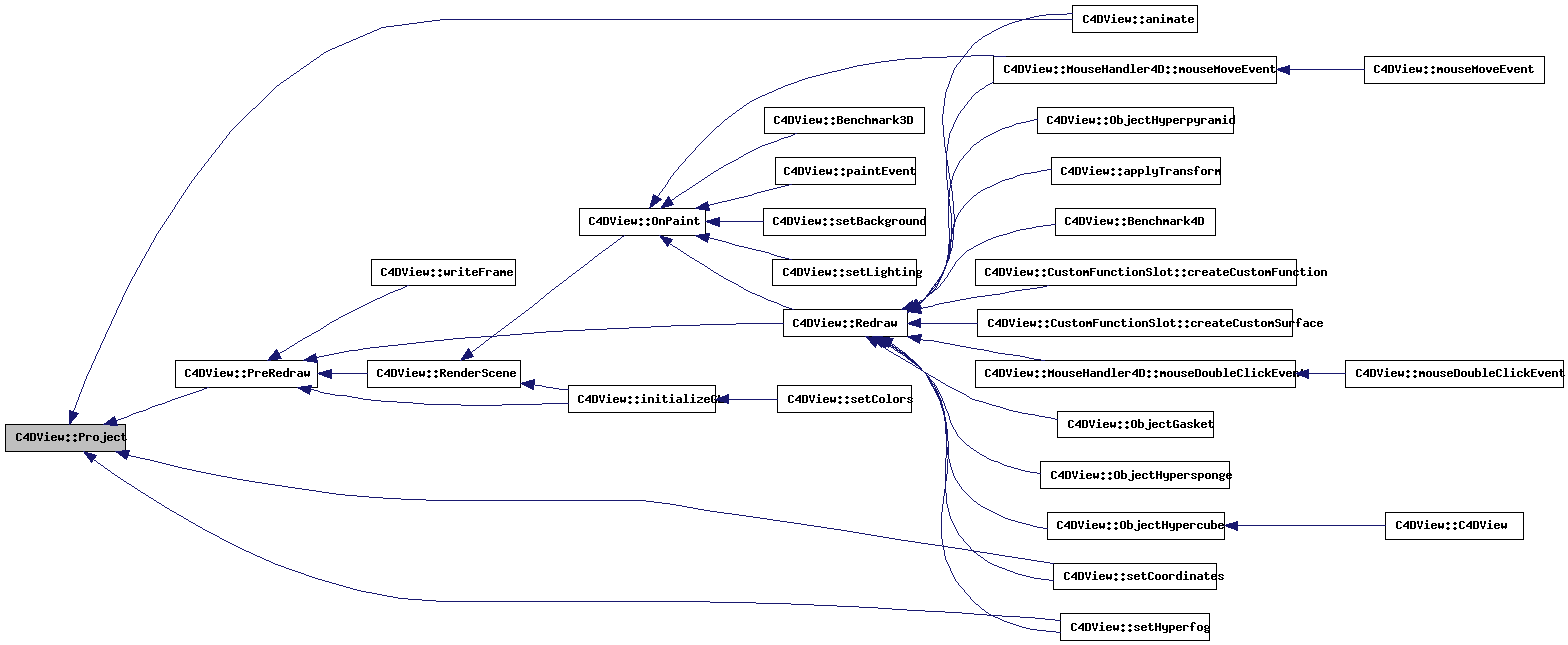 C4DView::animate
C4DView::MouseHandler4D::mouseMoveEvent
C4DView::mouseMoveEvent
C4DView::Benchmark3D
C4DView::ObjectHyperpyramid
C4DView::paintEvent
C4DView::applyTransform
C4DView::OnPaint
C4DView::setBackground
C4DView::Benchmark4D
C4DView::writeFrame
C4DView::setLighting
C4DView::CustomFunctionSlot::createCustomFunction
C4DView::Redraw
C4DView::CustomFunctionSlot::createCustomSurface
C4DView::PreRedraw
C4DView::RenderScene
C4DView::MouseHandler4D::mouseDoubleClickEvent
C4DView::mouseDoubleClickEvent
C4DView::initializeGL
C4DView::setColors
C4DView::ObjectGasket
C4DView::Project
C4DView::ObjectHypersponge
C4DView::ObjectHypercube
C4DView::C4DView
C4DView::setCoordinates
C4DView::setHyperfog